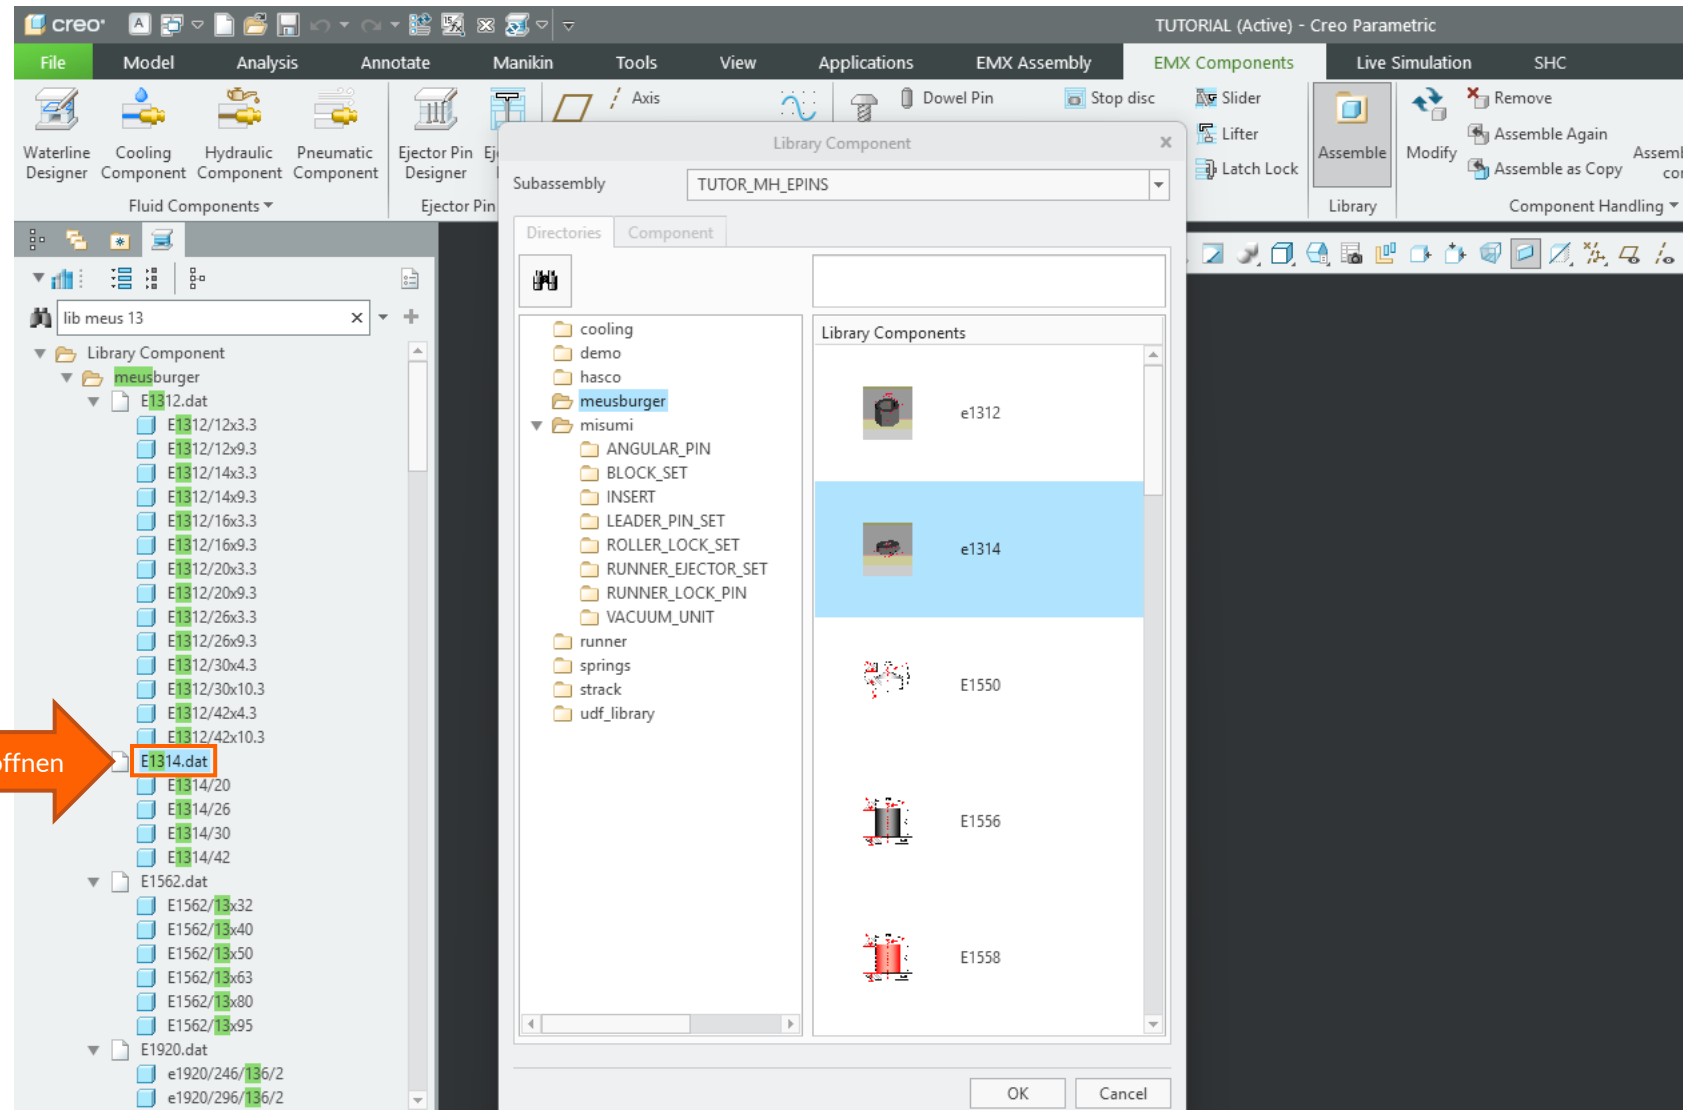 creo
TUTORIAL (Active) - Creo Parametric
File Model Analysis Annotate Manikin Tools View Applications EMX Assembly EMX Components Live Simulation SHC
Axis
Dowel Pin
Stop disc
Slider
Remove
Lifter
Assemble Again
Latch Lock
Assemble as Copy
Waterline Designer
Cooling Component
Hydraulic Component
Pneumatic Component
Ejector Pin Designer
Assemble
Modify
Fluid Components
Ejector Pin
Library
Component Handling
lib meus 13
Library Component
meusburger
E1312.dat
E1312/12x3.3
E1312/12x9.3
E1312/14x3.3
E1312/14x9.3
E1312/16x3.3
E1312/16x9.3
E1312/20x3.3
E1312/20x9.3
E1312/26x3.3
E1312/26x9.3
E1312/30x4.3
E1312/30x10.3
E1312/42x4.3
E1312/42x10.3
E1314.dat
E1314/20
E1314/26
E1314/30
E1314/42
E1562.dat
E1562/13x32
E1562/13x40
E1562/13x50
E1562/13x63
E1562/13x80
E1562/13x95
E1920.dat
e1920/246/136/2
e1920/296/136/2
Library Component
Subassembly TUTOR_MH_EPINS
Directories Component
cooling
demo
hasco
meusburger
misumi
ANGULAR_PIN
BLOCK_SET
INSERT
LEADER_PIN_SET
ROLLER_LOCK_SET
RUNNER_EJECTOR_SET
RUNNER_LOCK_PIN
VACUUM_UNIT
runner
springs
strack
udf_library
Library Components
e1312
e1314
E1550
E1556
E1558
OK Cancel